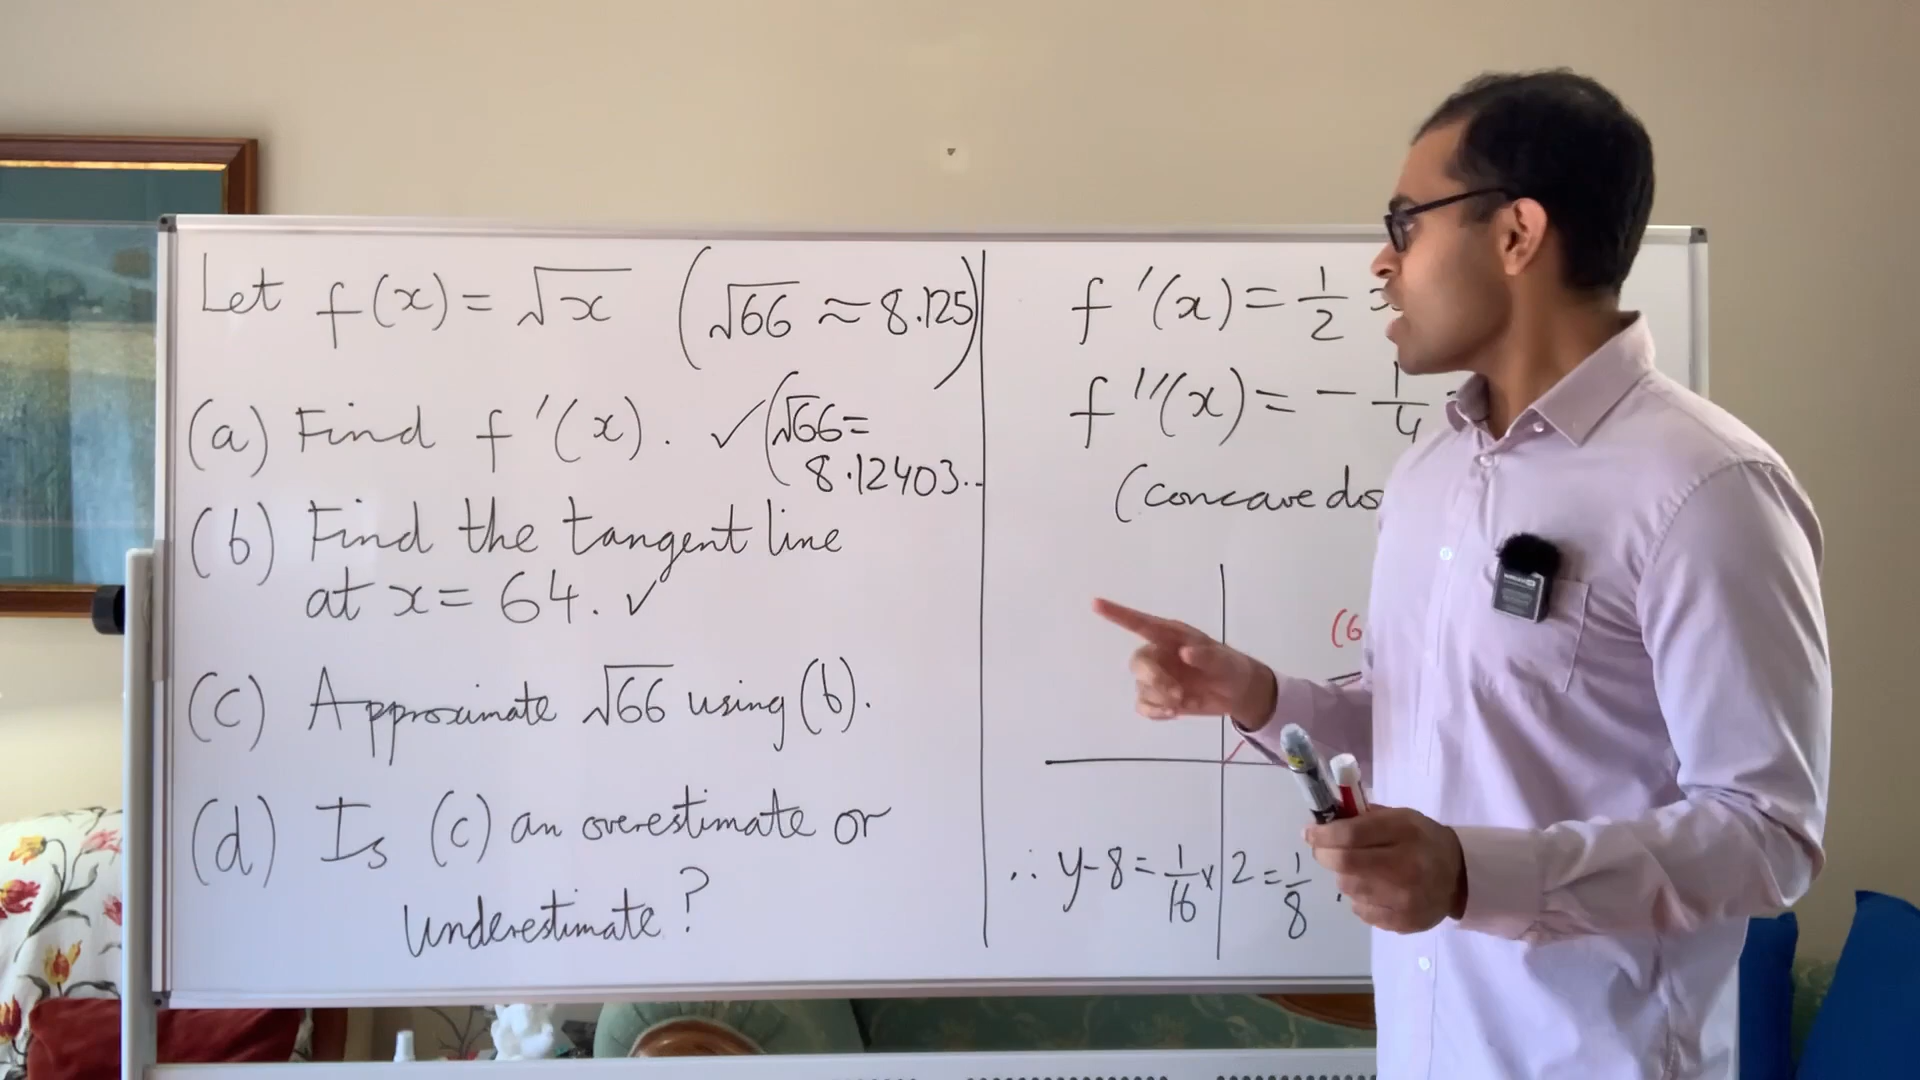 Let f(x) = √x (√66 ≈ 8.125)
(a) Find f'(x). ✓ (√66 =
8.12403..
(b) Find the tangent line
at x = 64. ✓
(c) Approximate √66 using (b).
(d) Is (c) an overestimate or
underestimate?
f'(x) = 1/2
f''(x) = - 1/4
(concave
(6
∴ y-8 = 1/16 x 2 = 1/8